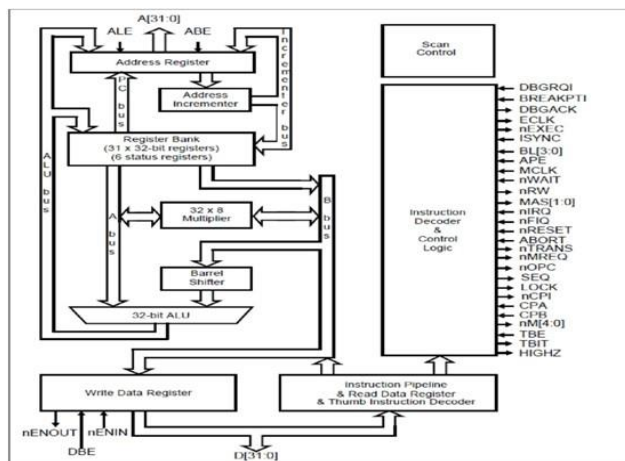 A[31:0]
ALE
ABE
Address Register
Address
Incrementer
Incrementer bus
PC bus
Register Bank
(31 x 32-bit registers)
(6 status registers)
ALU bus
A bus
B bus
32 x 8
Multiplier
Barrel
Shifter
32-bit ALU
Write Data Register
Instruction Pipeline
& Read Data Register
& Thumb Instruction Decoder
nENOUT
nENIN
DBE
D[31:0]
Scan
Control
Instruction
Decoder
&
Control
Logic
DBGRQI
BREAKPTI
DBGACK
ECLK
nEXEC
ISYNC
BL[3:0]
APE
MCLK
nWAIT
nRW
MAS[1:0]
nIRQ
nFIQ
nRESET
ABORT
nTRANS
nMREQ
nOPC
SEQ
LOCK
nCPI
CPA
CPB
nM[4:0]
TBE
TBIT
HIGHZ